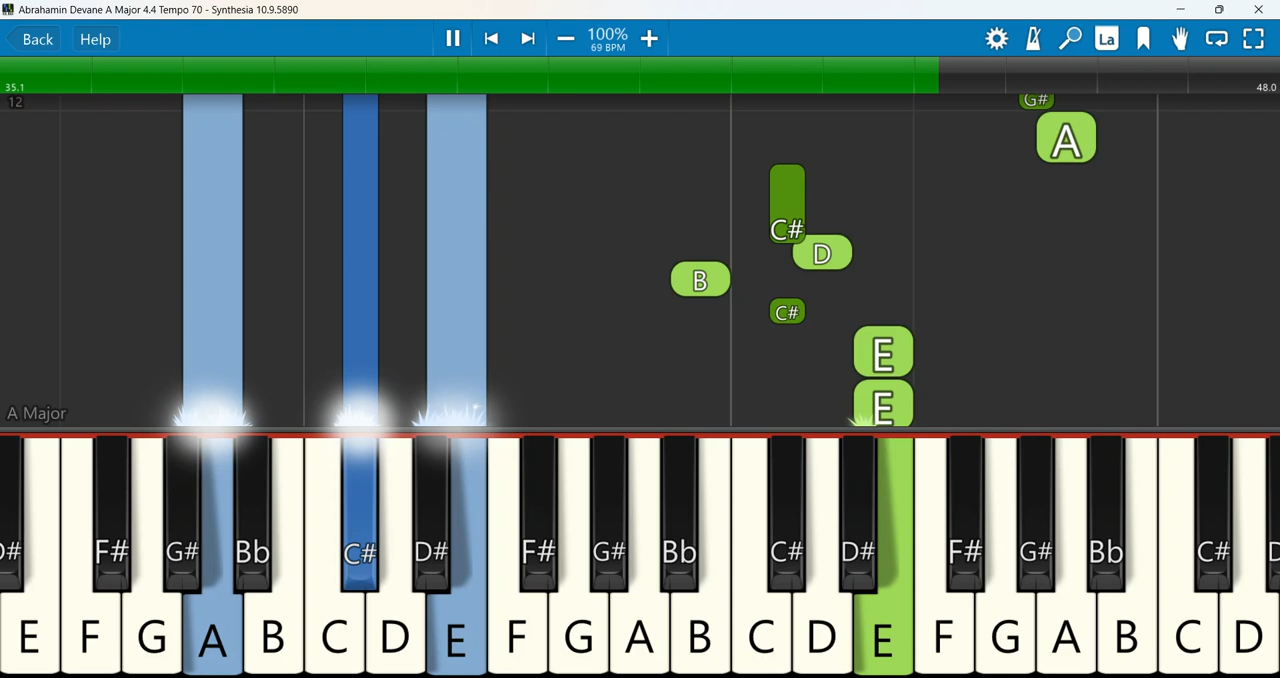 Abrahamin Devane A Major 4.4 Tempo 70 - Synthesia 10.9.5890
Back Help 100% La
69 BPM
35.1 48.0
12 G#
A
C#
D
B
C#
E
E
A Major
D# F# G# Bb C# D# F# G# Bb C# D# F# G# Bb C# D
E F G A B C D E F G A B C D E F G A B C D